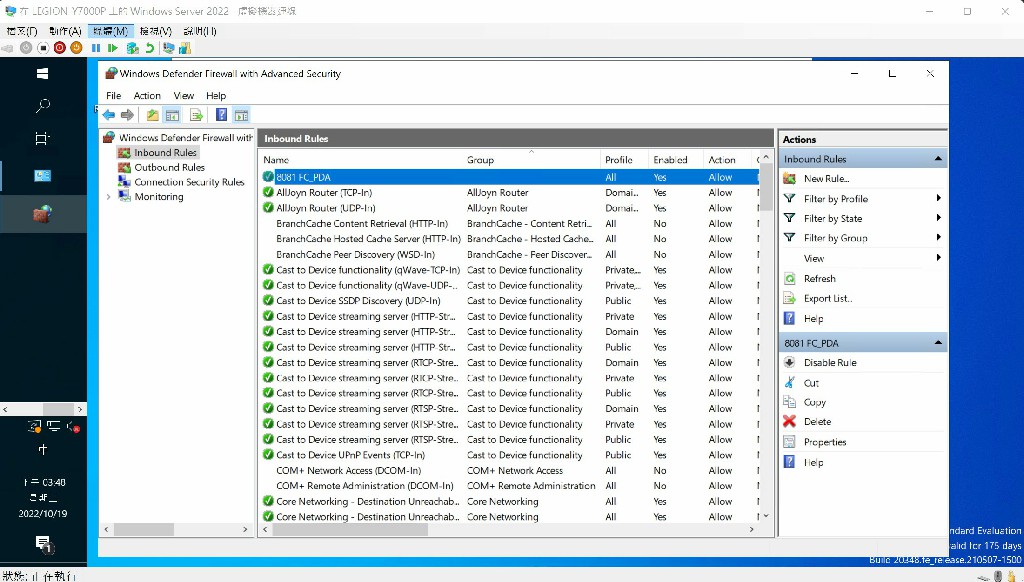 在 LEGION-Y7000P 上的 Windows Server 2022 - 虛擬機器連線
檔案(F) 動作(A) 媒體(M) 檢視(V) 說明(H)
Windows Defender Firewall with Advanced Security
File Action View Help
Windows Defender Firewall with
Inbound Rules
Outbound Rules
Connection Security Rules
Monitoring
Inbound Rules
Name Group Profile Enabled Action
8081 FC_PDA All Yes Allow
AllJoyn Router (TCP-In) AllJoyn Router Domai... Yes Allow
AllJoyn Router (UDP-In) AllJoyn Router Domai... Yes Allow
BranchCache Content Retrieval (HTTP-In) BranchCache - Content Retri... All No Allow
BranchCache Hosted Cache Server (HTTP-In) BranchCache - Hosted Cache... All No Allow
BranchCache Peer Discovery (WSD-In) BranchCache - Peer Discover... All No Allow
Cast to Device functionality (qWave-TCP-In) Cast to Device functionality Private,... Yes Allow
Cast to Device functionality (qWave-UDP-... Cast to Device functionality Private,... Yes Allow
Cast to Device SSDP Discovery (UDP-In) Cast to Device functionality Public Yes Allow
Cast to Device streaming server (HTTP-Str... Cast to Device functionality Private Yes Allow
Cast to Device streaming server (HTTP-Str... Cast to Device functionality Domain Yes Allow
Cast to Device streaming server (HTTP-Str... Cast to Device functionality Public Yes Allow
Cast to Device streaming server (RTCP-Stre... Cast to Device functionality Domain Yes Allow
Cast to Device streaming server (RTCP-Stre... Cast to Device functionality Private Yes Allow
Cast to Device streaming server (RTCP-Stre... Cast to Device functionality Public Yes Allow
Cast to Device streaming server (RTSP-Stre... Cast to Device functionality Domain Yes Allow
Cast to Device streaming server (RTSP-Stre... Cast to Device functionality Private Yes Allow
Cast to Device streaming server (RTSP-Stre... Cast to Device functionality Public Yes Allow
Cast to Device UPnP Events (TCP-In) Cast to Device functionality Public Yes Allow
COM+ Network Access (DCOM-In) COM+ Network Access All No Allow
COM+ Remote Administration (DCOM-In) COM+ Remote Administration All No Allow
Core Networking - Destination Unreachab... Core Networking All Yes Allow
Core Networking - Destination Unreachab... Core Networking All Yes Allow
Actions
Inbound Rules
New Rule...
Filter by Profile
Filter by State
Filter by Group
View
Refresh
Export List...
Help
8081 FC_PDA
Disable Rule
Cut
Copy
Delete
Properties
Help
中
下午 03:48
星期三
2022/10/19
1
ndard Evaluation
valid for 175 days
Build 20348.fe_release.210507-1500
狀態: 正在執行